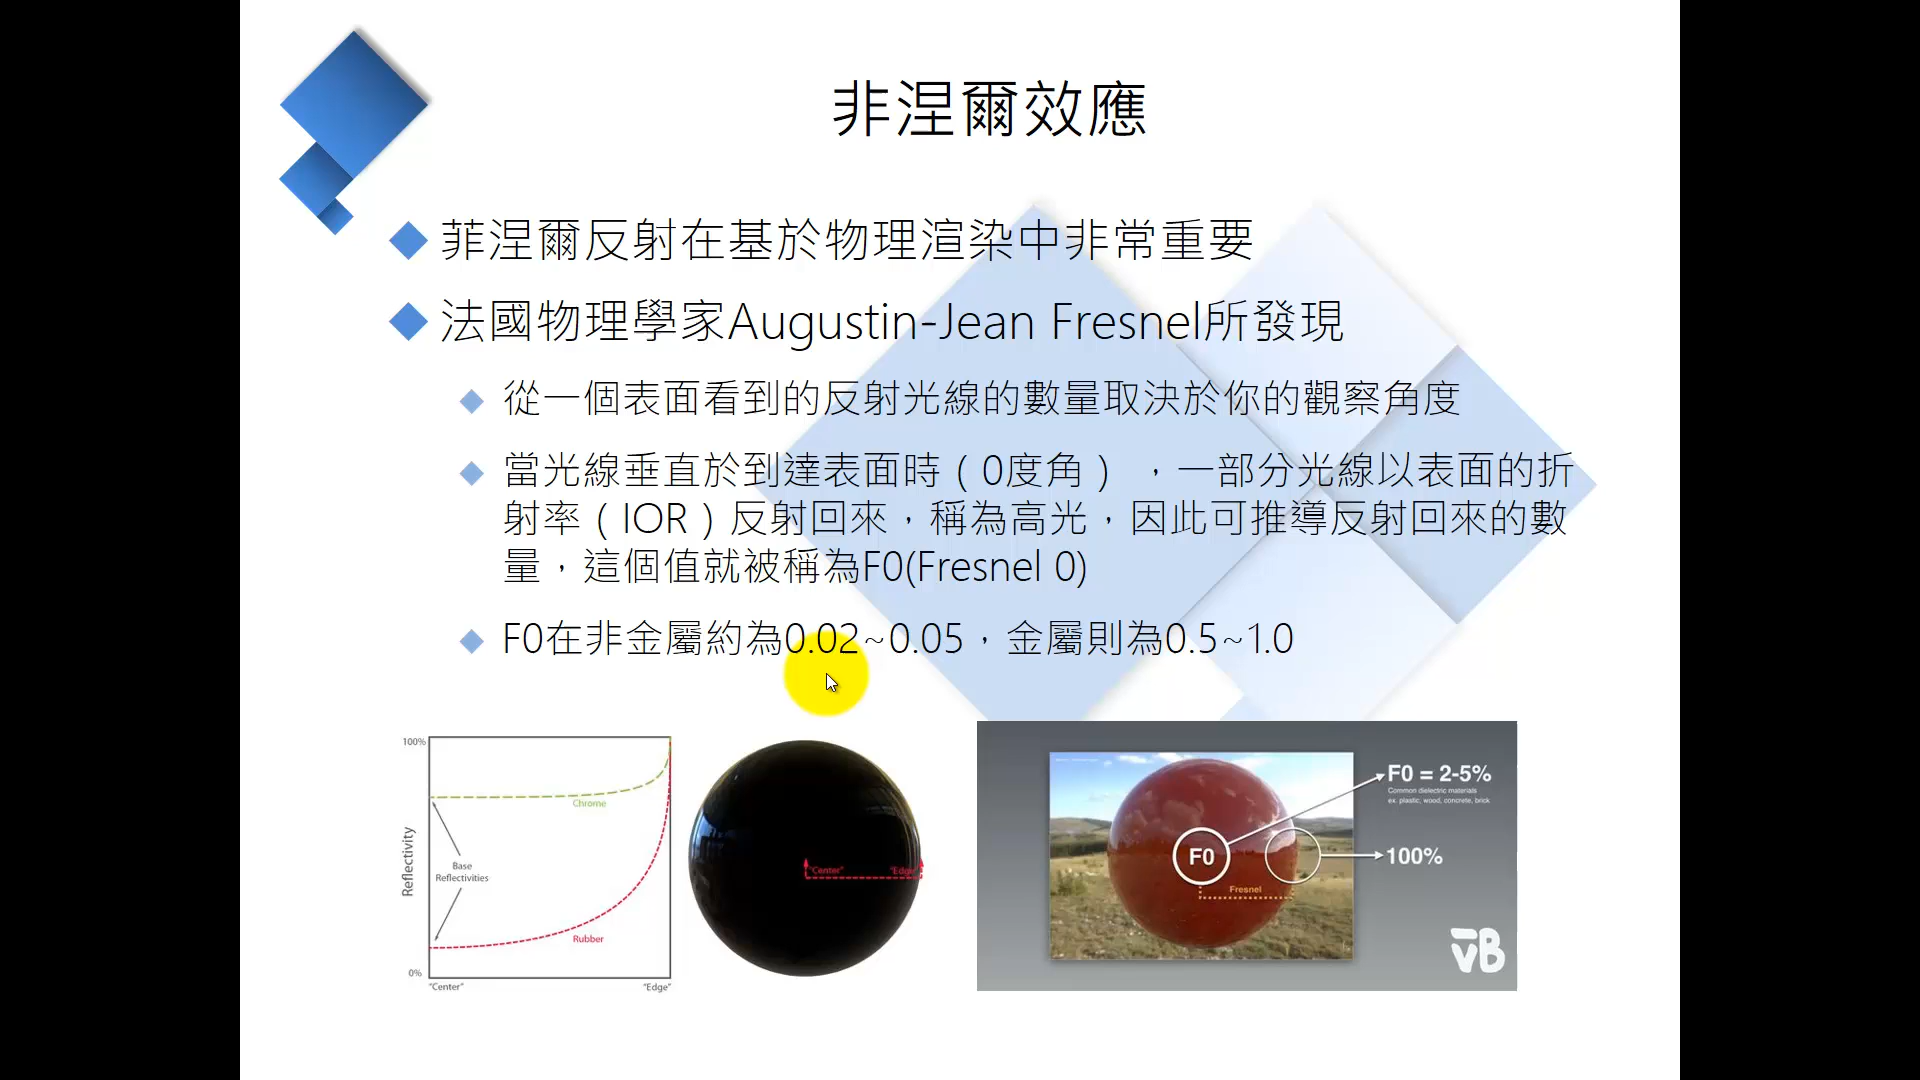 非涅爾效應
菲涅爾反射在基於物理渲染中非常重要
法國物理學家Augustin-Jean Fresnel所發現
從一個表面看到的反射光線的數量取決於你的觀察角度
當光線垂直於到達表面時（0度角），一部分光線以表面的折
射率（IOR）反射回來，稱為高光，因此可推導反射回來的數
量，這個值就被稱為F0(Fresnel 0)
F0在非金屬約為0.02~0.05，金屬則為0.5~1.0
100%
Chrome
Reflectivity
Base
Reflectivities
Rubber
0%
"Center"
"Edge"
"Center"
"Edge"
F0 = 2-5%
Common dielectric materials
ex. plastic, wood, concrete, brick
F0
100%
Fresnel
VB